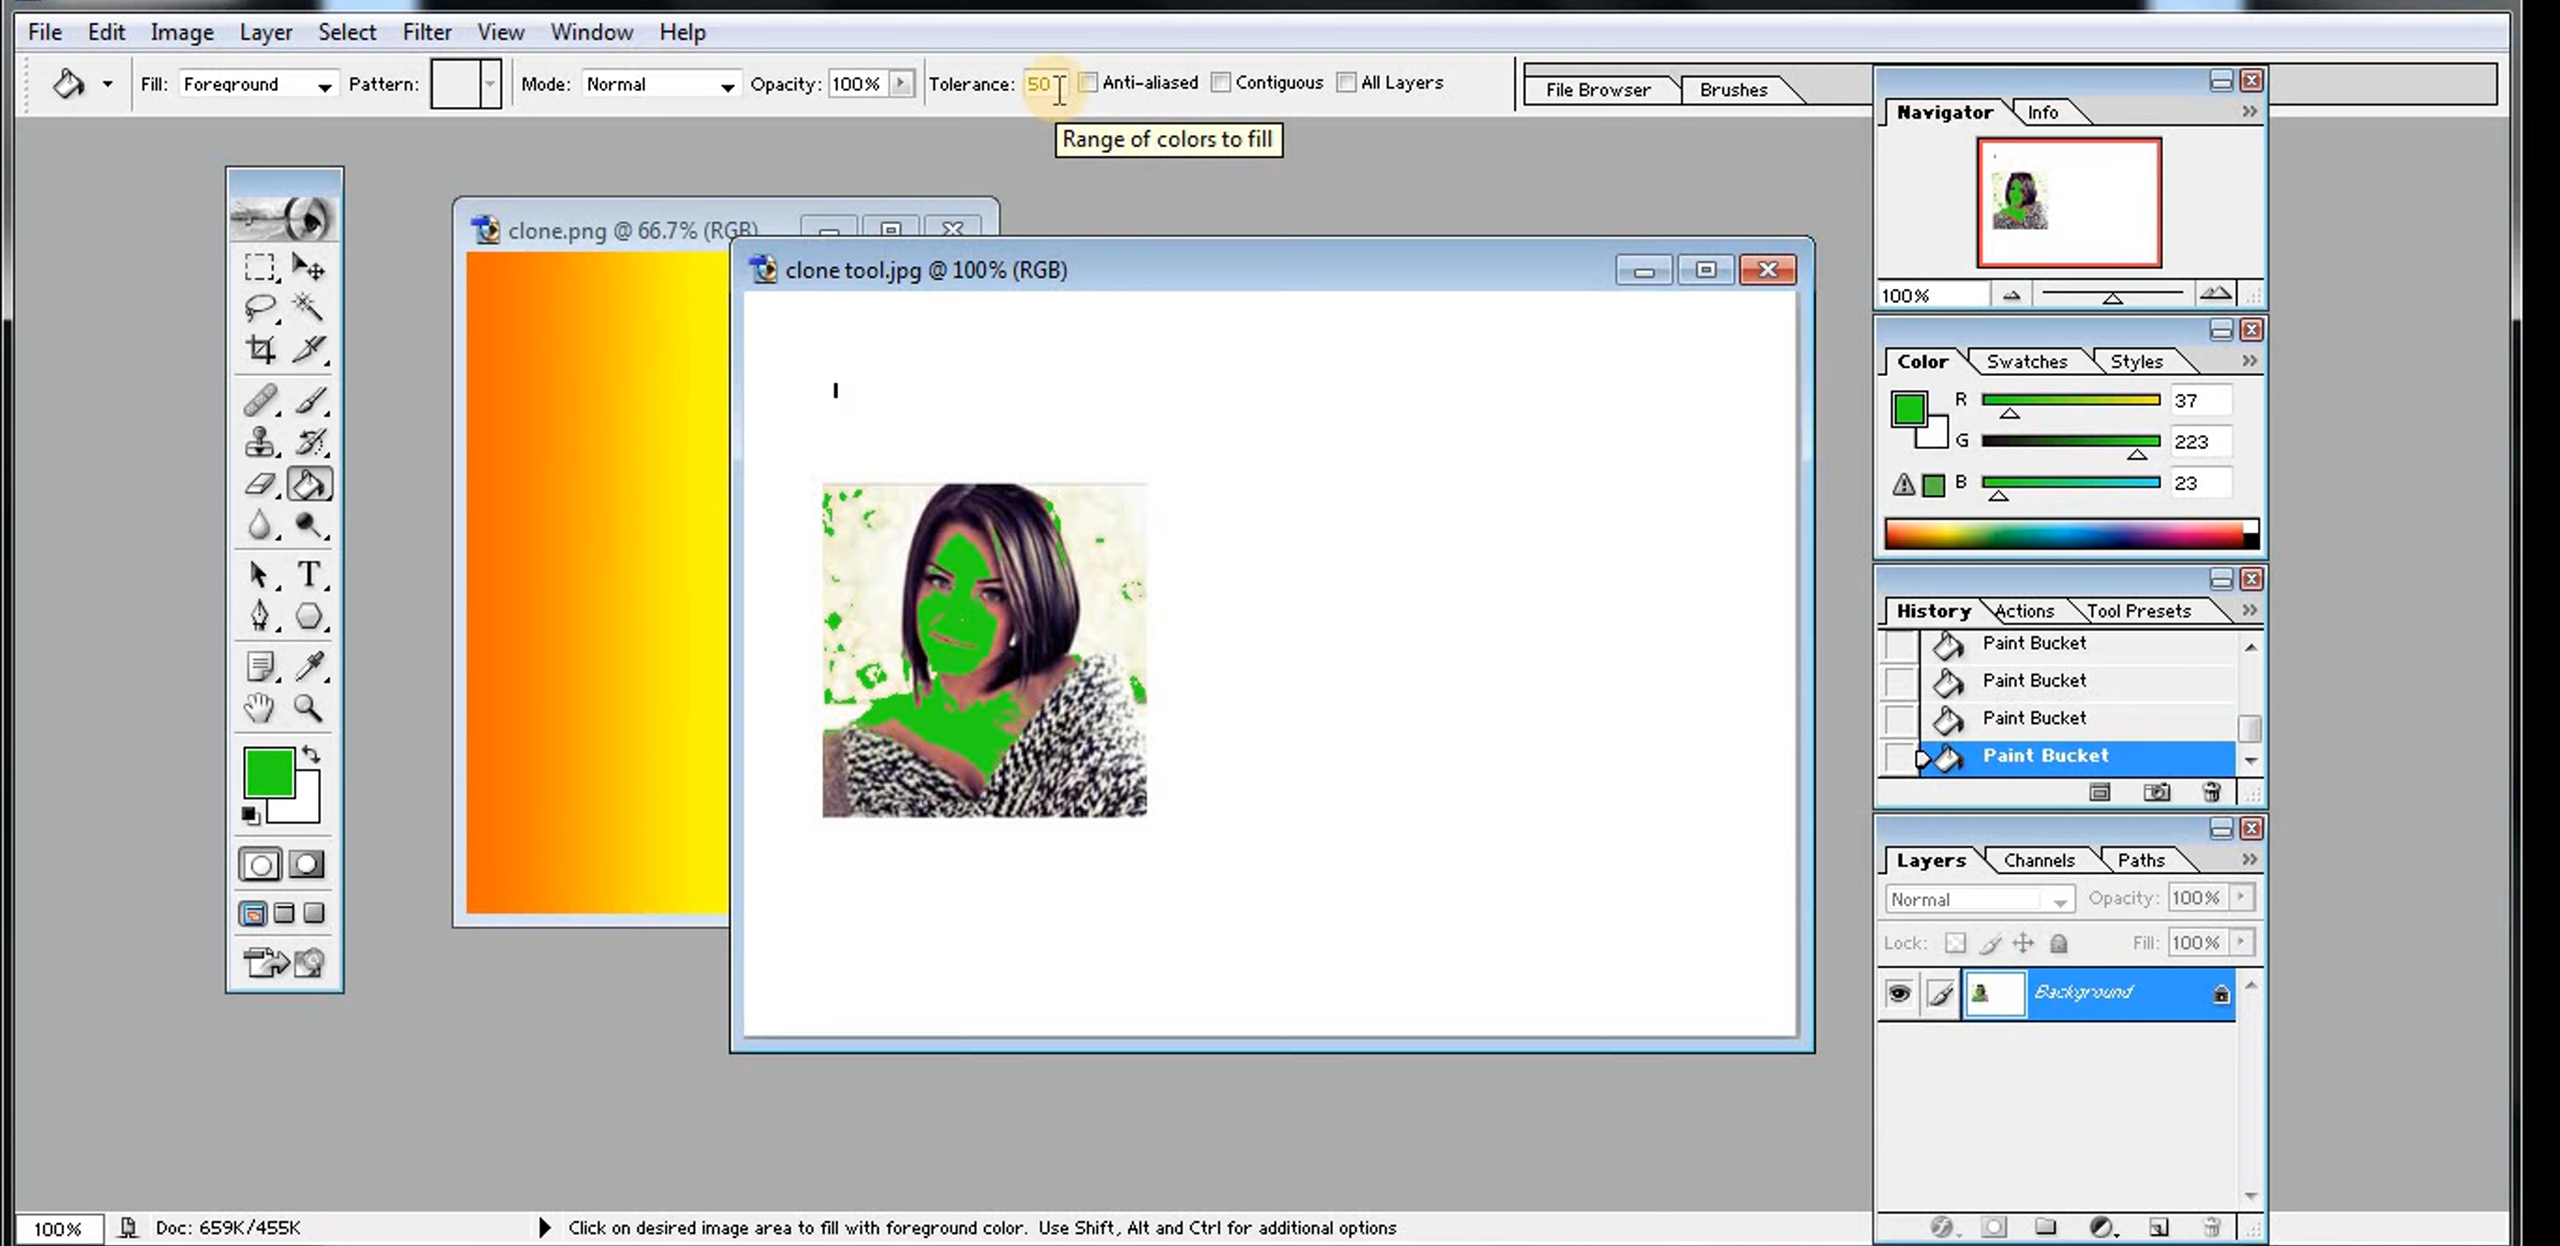 File Edit Image Layer Select Filter View Window Help
Fill: Foreground Pattern: Mode: Normal Opacity: 100% Tolerance: 50 Anti-aliased Contiguous All Layers File Browser Brushes
Range of colors to fill
Navigator Info
100%
clone.png @ 66.7% (RGB)
clone tool.jpg @ 100% (RGB)
Color Swatches Styles
R 37
G 223
B 23
T
History Actions Tool Presets
Paint Bucket
Paint Bucket
Paint Bucket
Paint Bucket
Layers Channels Paths
Normal Opacity: 100%
Lock: Fill: 100%
Background
100% Doc: 659K/455K Click on desired image area to fill with foreground color. Use Shift, Alt and Ctrl for additional options